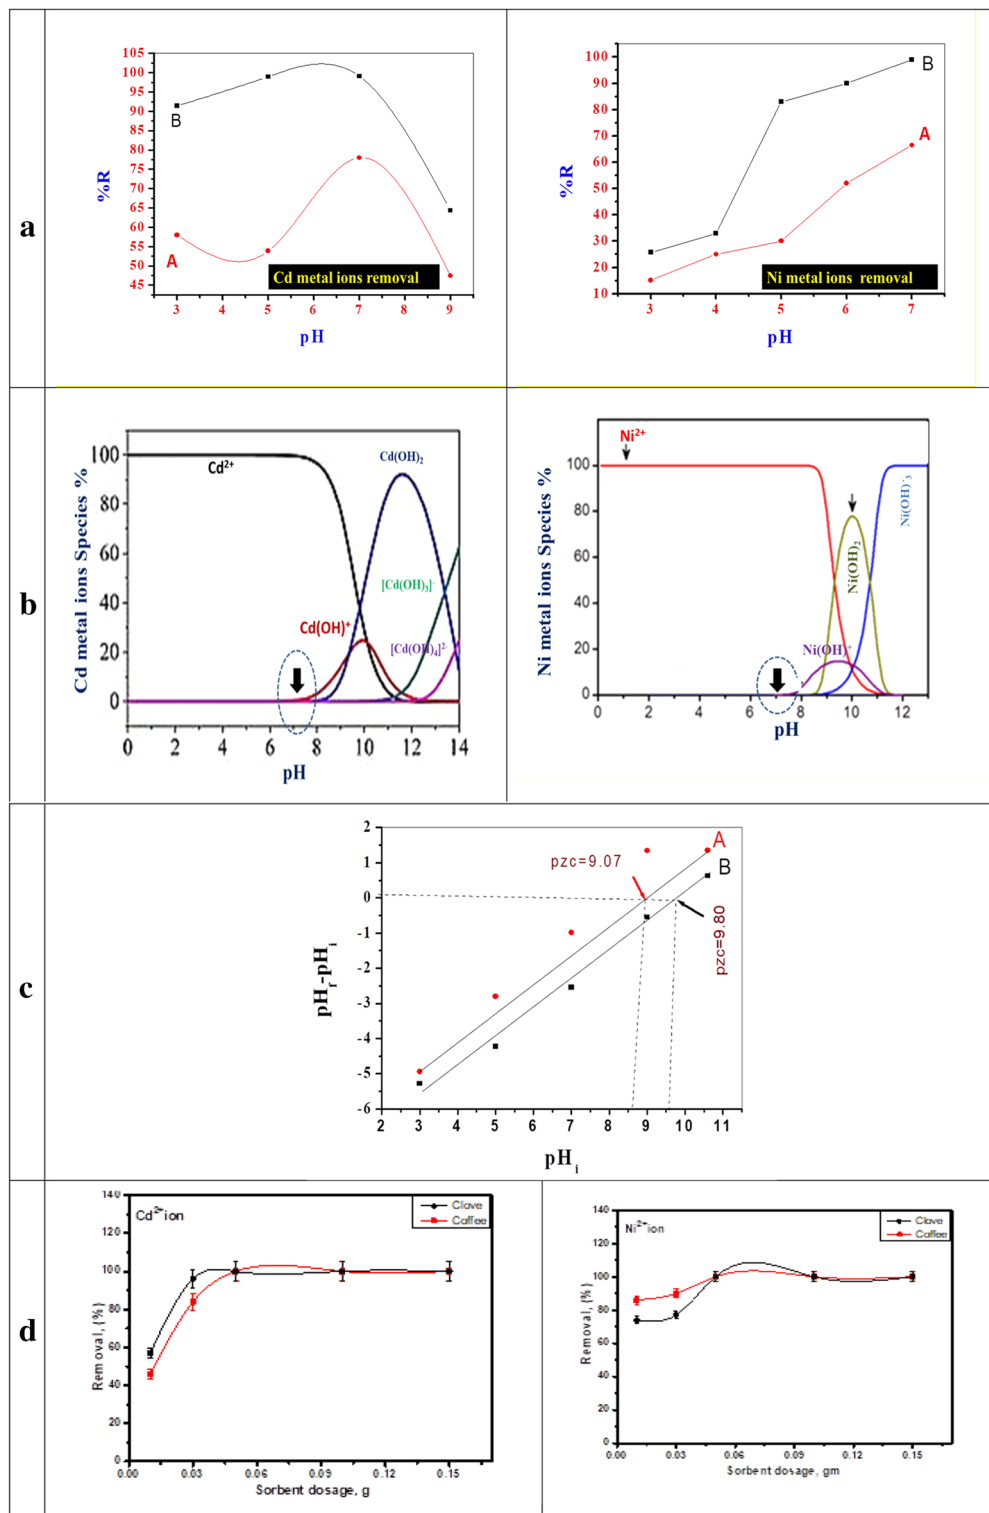 a
105
100
95
90
85
80
75
70
65
60
55
50
45
%R
B
A
Cd metal ions removal
3 4 5 6 7 7 8 9
pH
100
90
80
70
60
50
40
30
20
10
%R
B
A
Ni metal ions removal
3 4 5 6 7
pH
b
100
80
60
40
20
0
Cd metal ions Species %
Cd²⁺
Cd(OH)₂
[Cd(OH)₃]⁻
Cd(OH)⁺
[Cd(OH)₄]²⁻
0 2 4 6 8 10 12 14
pH
100
80
60
40
20
0
Ni metal ions Species %
Ni²⁺
Ni(OH)⁻₃
Ni(OH)₂
Ni(OH)⁺
0 2 4 6 8 10 12
pH
c
2
1
0
-1
-2
-3
-4
-5
-6
pHf-pHi
A
B
pzc=9.07
pzc=9.80
2 3 4 5 6 7 8 9 10 11
pHi
d
140
120
100
80
60
40
20
0
Removal, (%)
Cd²⁺ion
Clave
Caffee
0.00 0.03 0.06 0.09 0.12 0.15
Sorbent dosage, g
140
120
100
80
60
40
20
0
Removal, (%)
Ni²⁺ion
Clave
Caffee
0.00 0.03 0.06 0.09 0.12 0.15
Sorbent dosage, gm